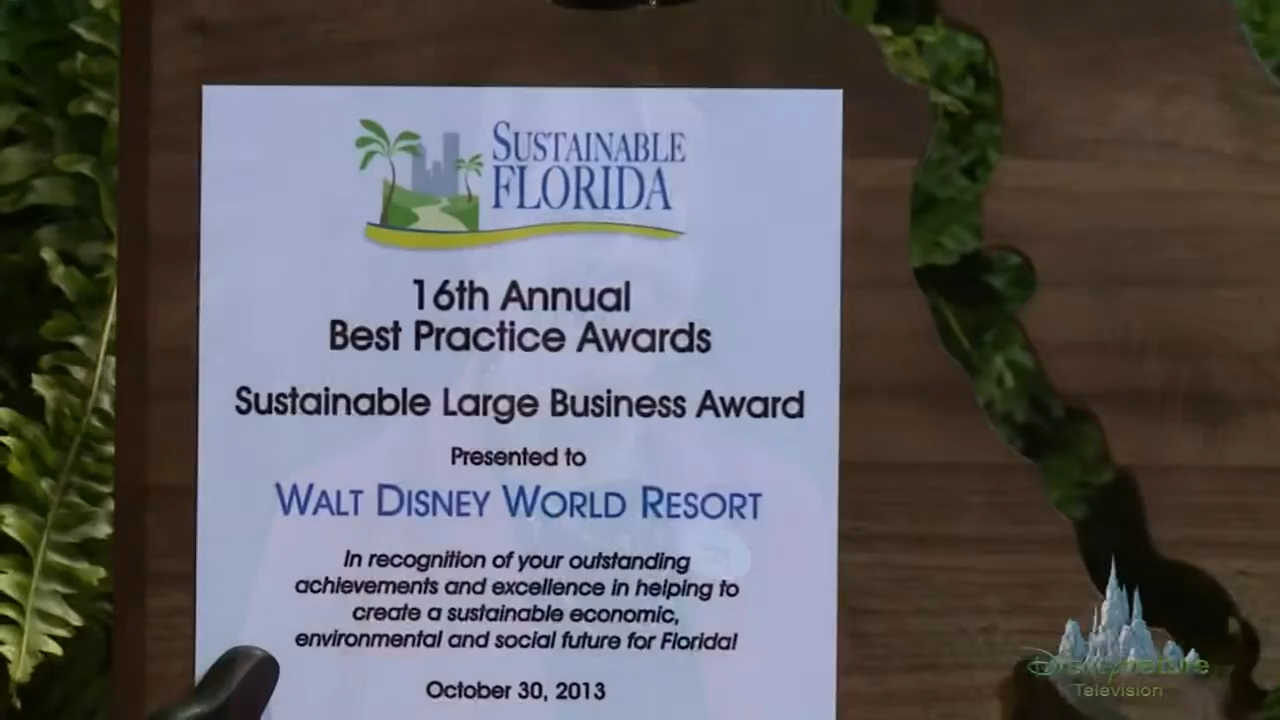 SUSTAINABLE
FLORIDA
16th Annual
Best Practice Awards
Sustainable Large Business Award
Presented to
WALT DISNEY WORLD RESORT
In recognition of your outstanding
achievements and excellence in helping to
create a sustainable economic,
environmental and social future for Florida!
October 30, 2013
Disneynature
Television